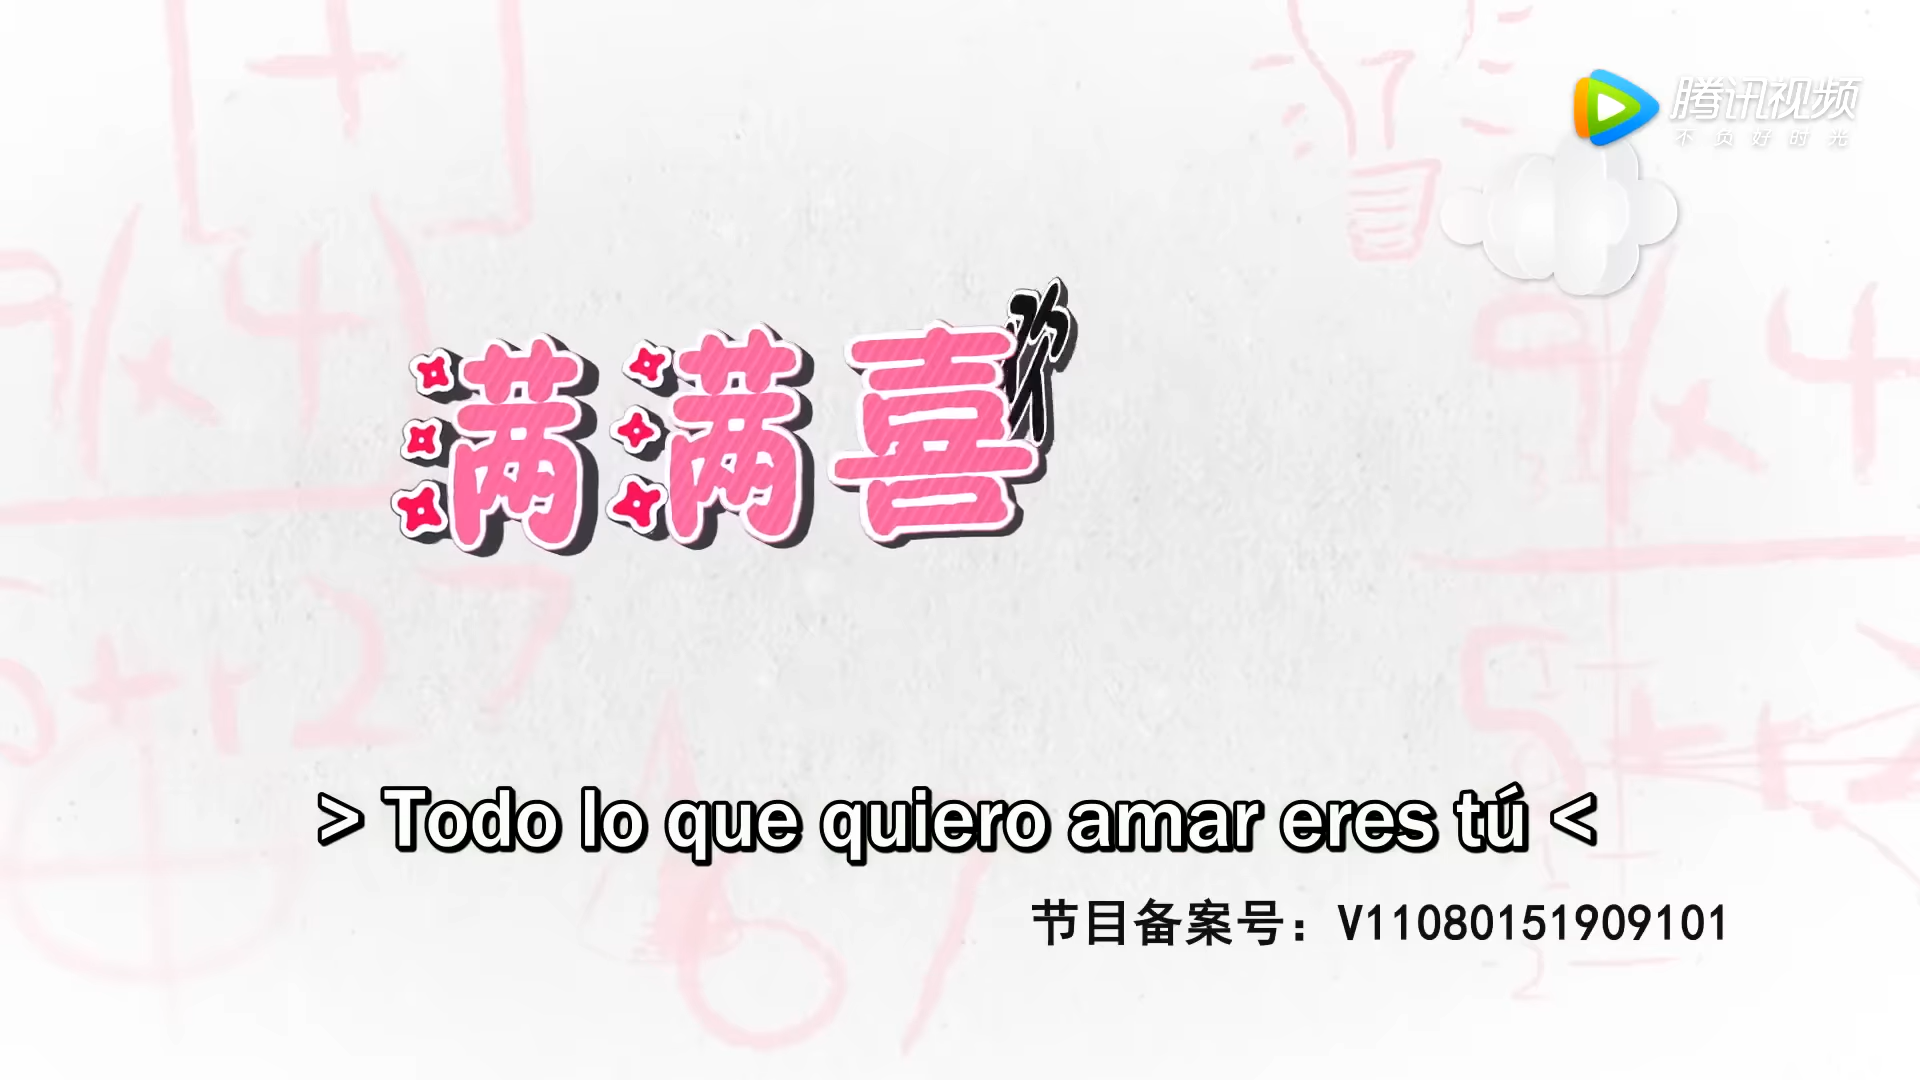 腾讯视频
不负好时光
满满喜
> Todo lo que quiero amar eres tú <
节目备案号：V11080151909101